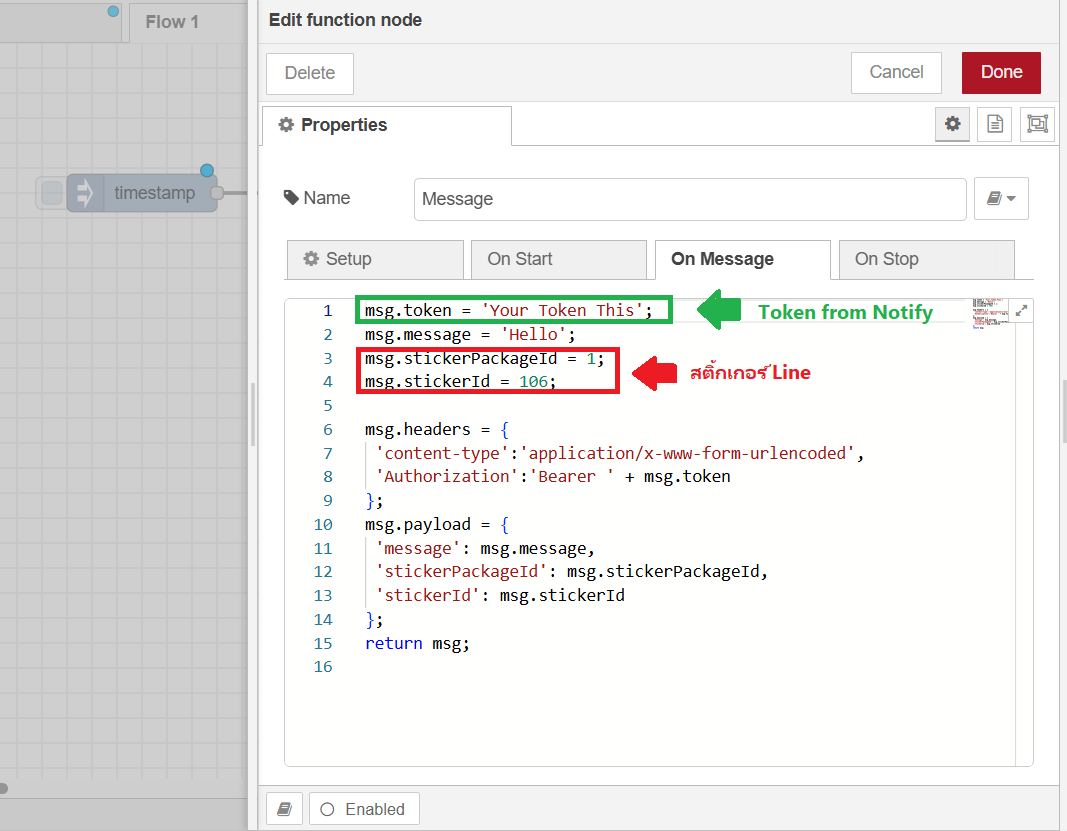 Flow 1
Edit function node
Delete
Cancel
Done
Properties
timestamp
Name
Message
Setup
On Start
On Message
On Stop
1 msg.token = 'Your Token This';
Token from Notify
2 msg.message = 'Hello';
3 msg.stickerPackageId = 1;
4 msg.stickerId = 106;
สติ้กเกอร์ Line
5
6 msg.headers = {
7 'content-type':'application/x-www-form-urlencoded',
8 'Authorization':'Bearer ' + msg.token
9 };
10 msg.payload = {
11 'message': msg.message,
12 'stickerPackageId': msg.stickerPackageId,
13 'stickerId': msg.stickerId
14 };
15 return msg;
16
Enabled